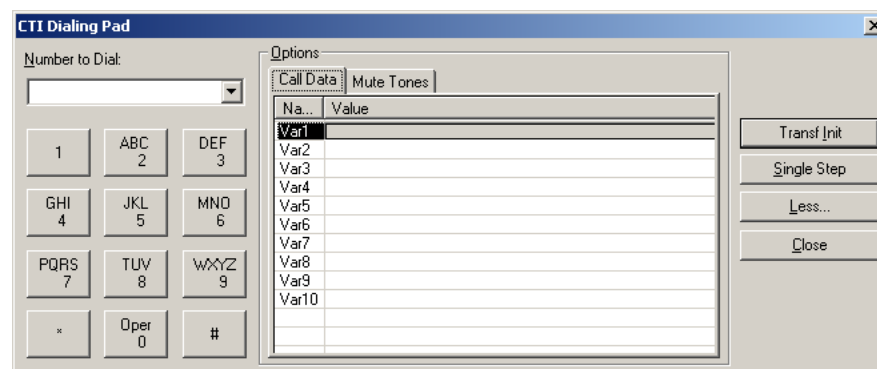 CTI Dialing Pad
Number to Dial:
1
ABC
2
DEF
3
GHI
4
JKL
5
MNO
6
PQRS
7
TUV
8
WXYZ
9
*
Oper
0
#
Options
Call Data
Mute Tones
Na...
Value
Var1
Var2
Var3
Var4
Var5
Var6
Var7
Var8
Var9
Var10
Transf Init
Single Step
Less...
Close